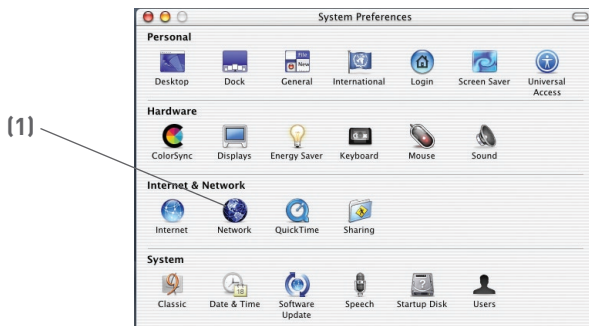 System Preferences
Personal
Desktop Dock General International Login Screen Saver Universal
Access
Hardware
(1)
ColorSync Displays Energy Saver Keyboard Mouse Sound
Internet & Network
Internet Network QuickTime Sharing
System
Classic Date & Time Software Speech Startup Disk Users
Update